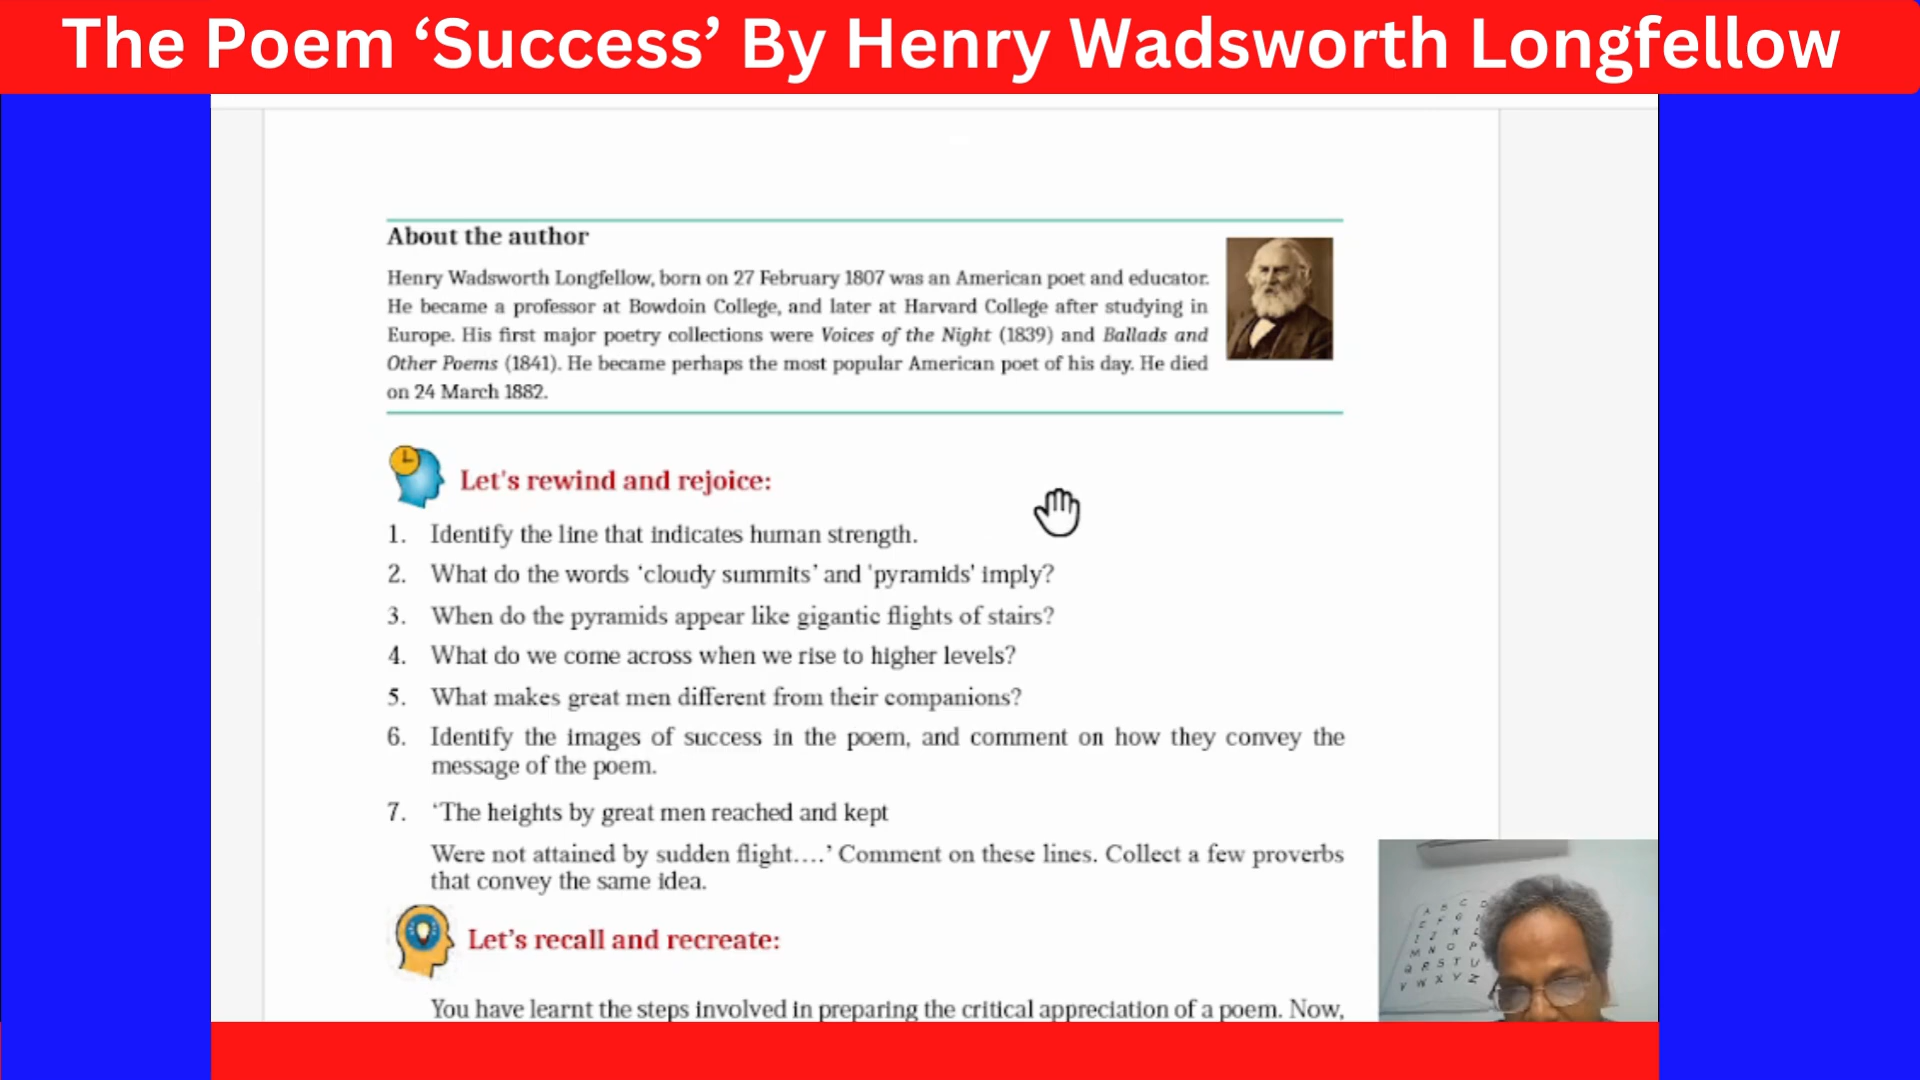 The Poem ‘Success’ By Henry Wadsworth Longfellow
About the author
Henry Wadsworth Longfellow, born on 27 February 1807 was an American poet and educator.
He became a professor at Bowdoin College, and later at Harvard College after studying in
Europe. His first major poetry collections were Voices of the Night (1839) and Ballads and
Other Poems (1841). He became perhaps the most popular American poet of his day. He died
on 24 March 1882.
Let's rewind and rejoice:
1. Identify the line that indicates human strength.
2. What do the words ‘cloudy summits’ and 'pyramids' imply?
3. When do the pyramids appear like gigantic flights of stairs?
4. What do we come across when we rise to higher levels?
5. What makes great men different from their companions?
6. Identify the images of success in the poem, and comment on how they convey the
message of the poem.
7. ‘The heights by great men reached and kept
Were not attained by sudden flight....’ Comment on these lines. Collect a few proverbs
that convey the same idea.
Let’s recall and recreate:
You have learnt the steps involved in preparing the critical appreciation of a poem. Now,
A B C D
E F G
I J K L
M N O P
Q R S T U
V W X Y Z